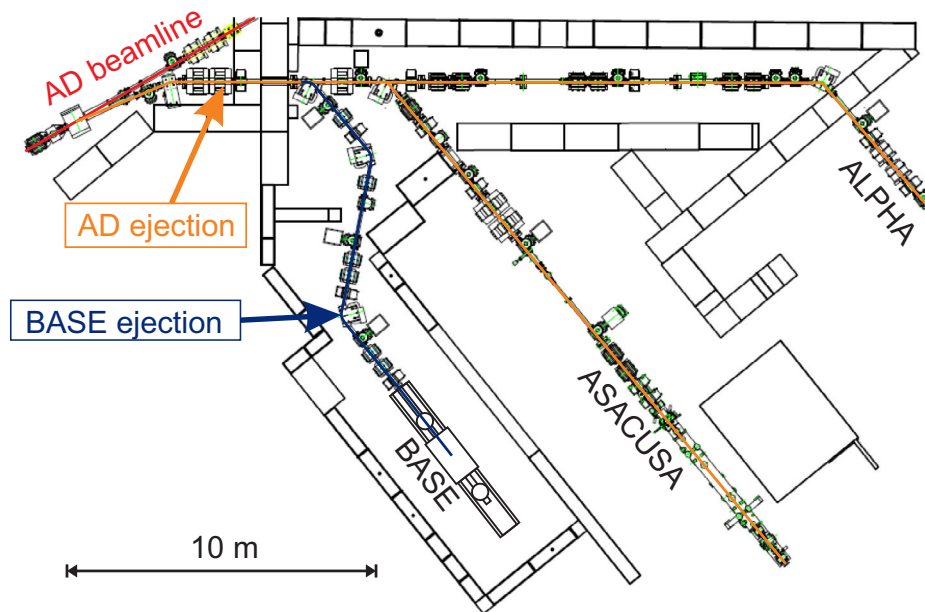 AD beamline
AD ejection
ALPHA
BASE ejection
ASACUSA
BASE
10 m